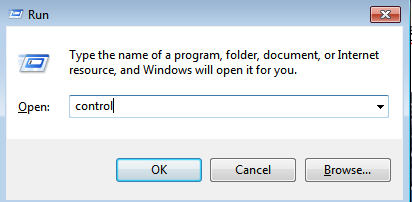 Run
Type the name of a program, folder, document, or Internet
resource, and Windows will open it for you.
Open: control
OK Cancel Browse...